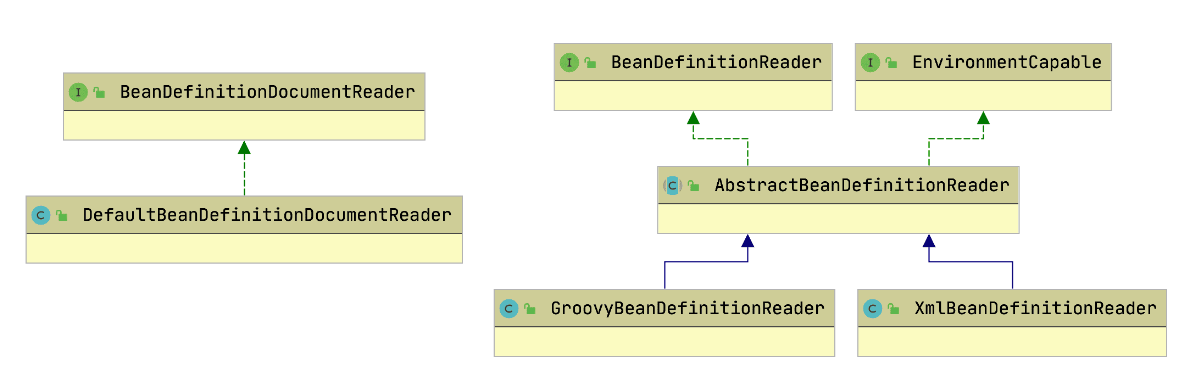 I BeanDefinitionDocumentReader
C DefaultBeanDefinitionDocumentReader
I BeanDefinitionReader
I EnvironmentCapable
C AbstractBeanDefinitionReader
C GroovyBeanDefinitionReader
C XmlBeanDefinitionReader